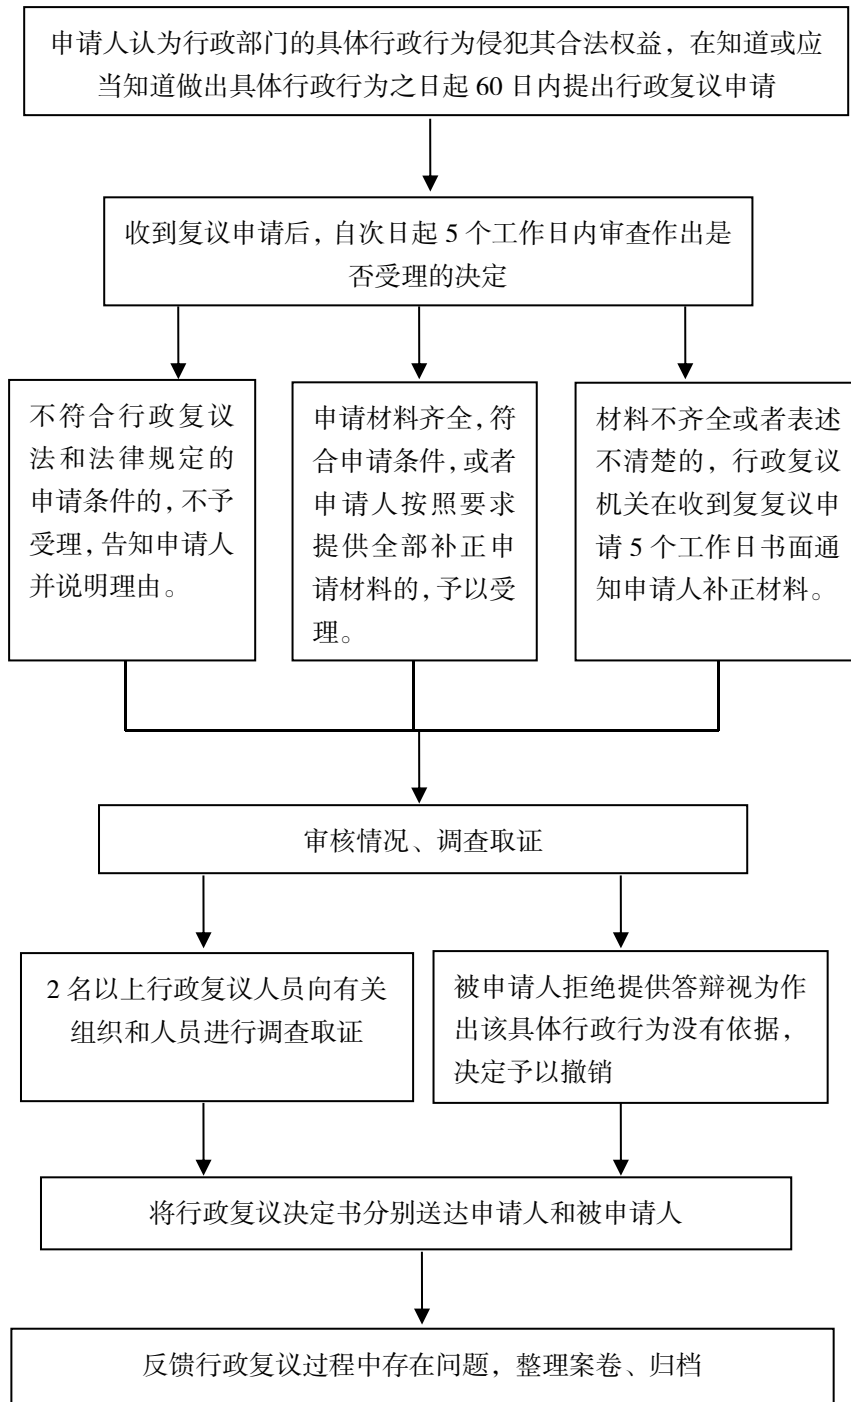 申请人认为行政部门的具体行政行为侵犯其合法权益，在知道或应
当知道做出具体行政行为之日起 60 日内提出行政复议申请
收到复议申请后，自次日起 5 个工作日内审查作出是
否受理的决定
不符合行政复议
法和法律规定的
申请条件的，不予
受理，告知申请人
并说明理由。
申请材料齐全，符
合申请条件，或者
申请人按照要求
提供全部补正申
请材料的，予以受
理。
材料不齐全或者表述
不清楚的，行政复议
机关在收到复复议申
请 5 个工作日书面通
知申请人补正材料。
审核情况、调查取证
2 名以上行政复议人员向有关
组织和人员进行调查取证
被申请人拒绝提供答辩视为作
出该具体行政行为没有依据，
决定予以撤销
将行政复议决定书分别送达申请人和被申请人
反馈行政复议过程中存在问题，整理案卷、归档